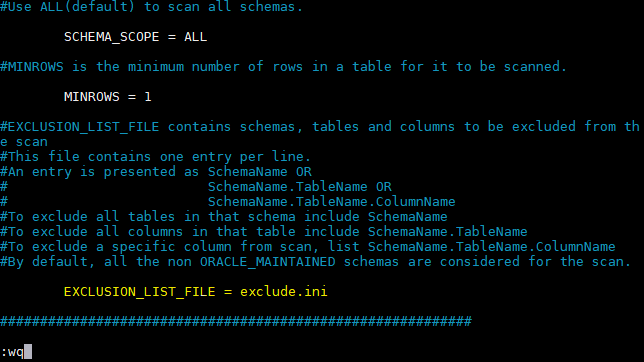 #Use ALL(default) to scan all schemas.
SCHEMA_SCOPE = ALL
#MINROWS is the minimum number of rows in a table for it to be scanned.
MINROWS = 1
#EXCLUSION_LIST_FILE contains schemas, tables and columns to be excluded from th
e scan
#This file contains one entry per line.
#An entry is presented as SchemaName OR
#                         SchemaName.TableName OR
#                         SchemaName.TableName.ColumnName
#To exclude all tables in that schema include SchemaName
#To exclude all columns in that table include SchemaName.TableName
#To exclude a specific column from scan, list SchemaName.TableName.ColumnName
#By default, all the non ORACLE_MAINTAINED schemas are considered for the scan.
EXCLUSION_LIST_FILE = exclude.ini
###########################################################
:wq